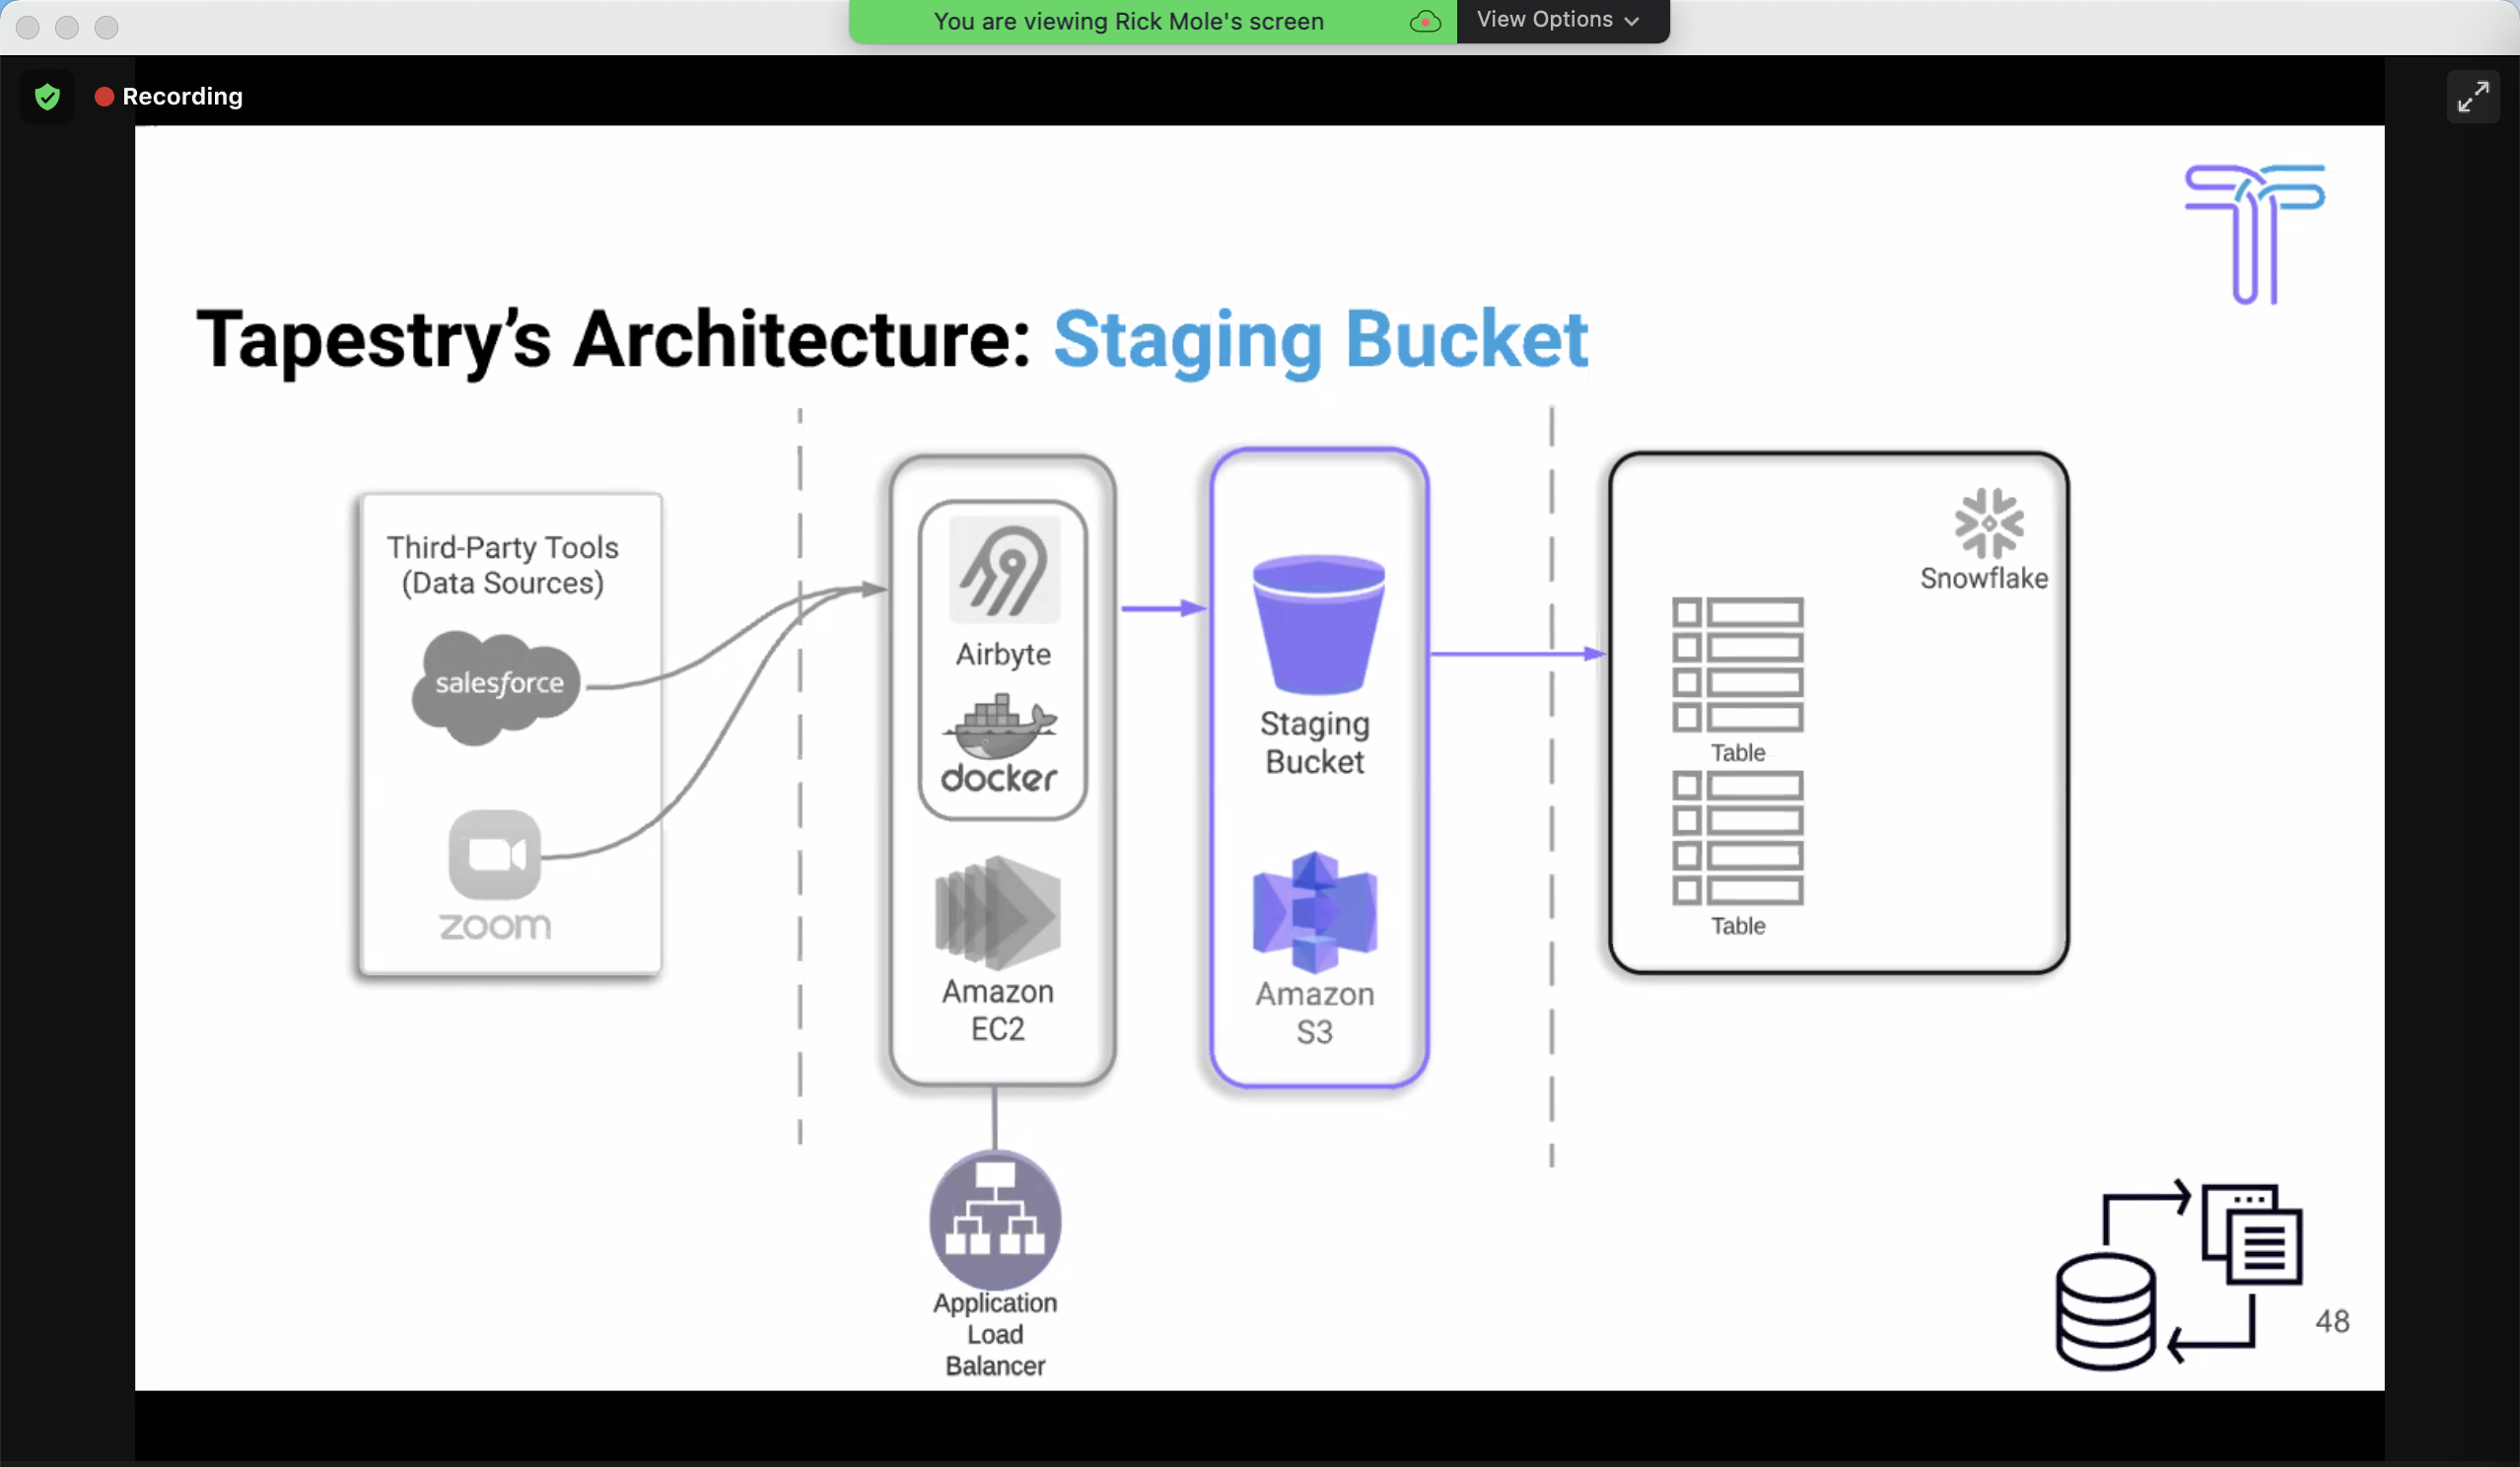 You are viewing Rick Mole's screen
View Options
Recording
Tapestry’s Architecture: Staging Bucket
Third-Party Tools
(Data Sources)
salesforce
zoom
Airbyte
docker
Amazon
EC2
Application
Load
Balancer
Staging
Bucket
Amazon
S3
Snowflake
Table
Table
48